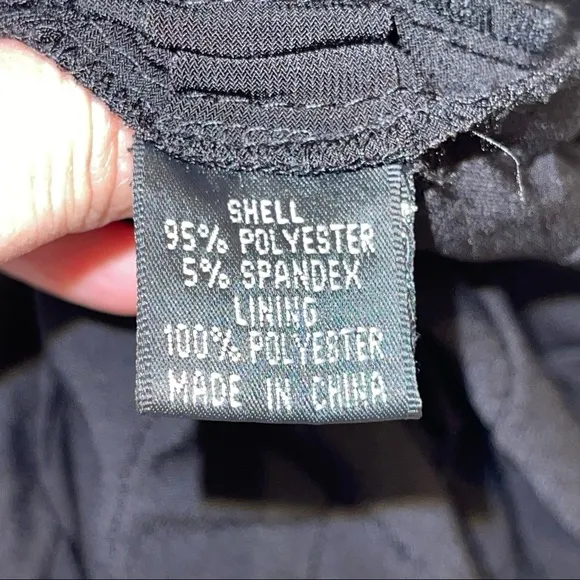 SHELL
95% POLYESTER
5% SPANDEX
LINING
100% POLYESTER
MADE IN CHINA